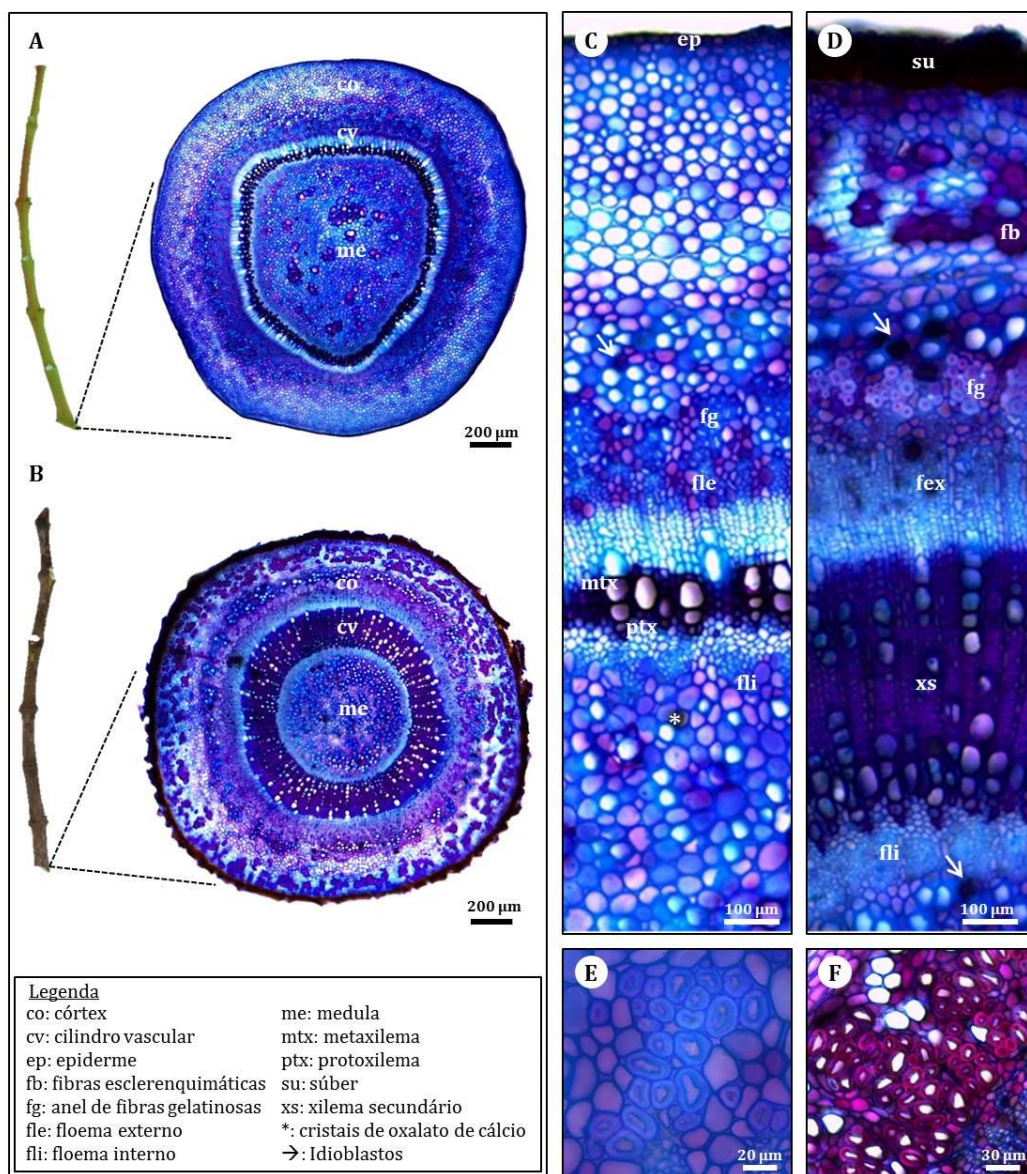 A
co
cv
me
200 µm
B
co
cv
me
200 µm
Legenda
co: córtex
cv: cilindro vascular
ep: epiderme
fb: fibras esclerenquimáticas
fg: anel de fibras gelatinosas
fle: floema externo
fli: floema interno
me: medula
mtx: metaxilema
ptx: protoxilema
su: súber
xs: xilema secundário
*: cristais de oxalato de cálcio
→: Idioblastos
C
ep
fg
fle
mtx
ptx
fli
*
100 µm
D
su
fb
fg
fex
xs
fli
100 µm
E
20 µm
F
30 µm